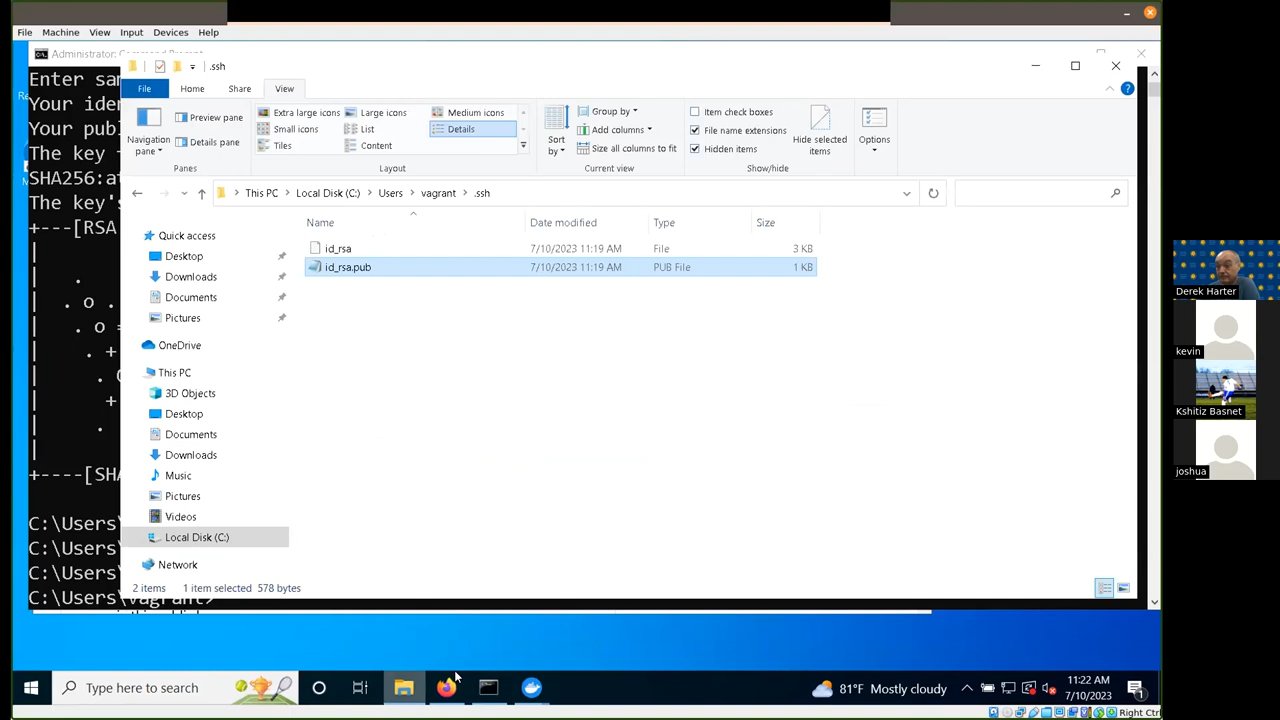 File Machine View Input Devices Help
Administrator: Command Prompt
.ssh
File Home Share View
Enter sa
Your ide
Your publ
The key
SHA256:a
The key's
+---[RSA
|
| .
| . o .
| . o =
| . +
| .
| +
| .
|
+----[SHA
C:\Users\
C:\Users\
C:\Users\
C:\Users\vagrant>
Navigation pane
Preview pane
Details pane
Panes
Extra large icons Large icons Medium icons
Small icons List Details
Tiles Content
Layout
Sort by
Group by
Add columns
Size all columns to fit
Current view
Item check boxes
File name extensions
Hidden items
Hide selected items
Show/hide
Options
This PC Local Disk (C:) Users vagrant .ssh
Name Date modified Type Size
id_rsa 7/10/2023 11:19 AM File 3 KB
id_rsa.pub 7/10/2023 11:19 AM PUB File 1 KB
Quick access
Desktop
Downloads
Documents
Pictures
OneDrive
This PC
3D Objects
Desktop
Documents
Downloads
Music
Pictures
Videos
Local Disk (C:)
Network
2 items 1 item selected 578 bytes
Type here to search
81°F Mostly cloudy
11:22 AM
7/10/2023
1
Right Ctrl
Derek Harter
kevin
Kshitiz Basnet
joshua